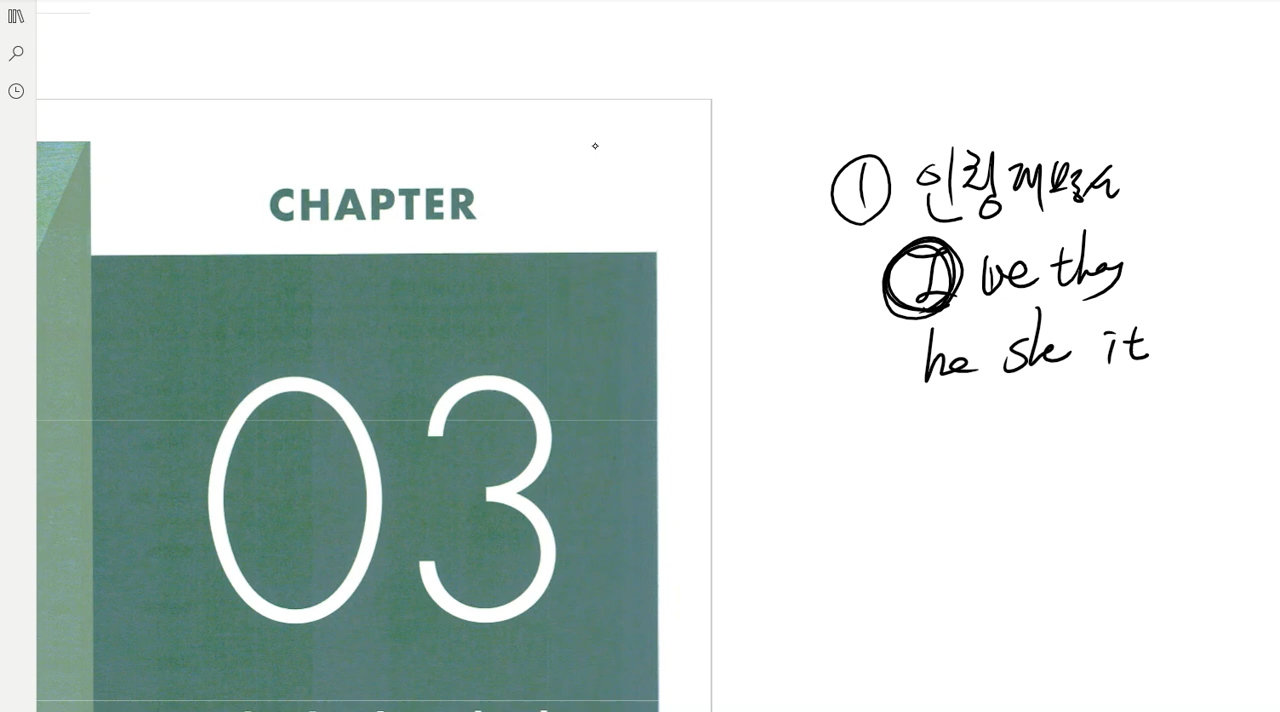 CHAPTER
03
① 인칭대명사
I we they
he she it